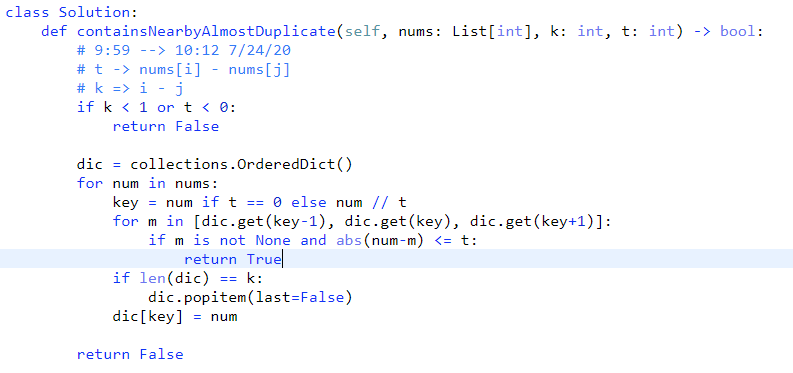 class Solution:
    def containsNearbyAlmostDuplicate(self, nums: List[int], k: int, t: int) -> bool:
        # 9:59 --> 10:12 7/24/20
        # t -> nums[i] - nums[j]
        # k => i - j
        if k < 1 or t < 0:
            return False

        dic = collections.OrderedDict()
        for num in nums:
            key = num if t == 0 else num // t
            for m in [dic.get(key-1), dic.get(key), dic.get(key+1)]:
                if m is not None and abs(num-m) <= t:
                    return True
            if len(dic) == k:
                dic.popitem(last=False)
            dic[key] = num

        return False